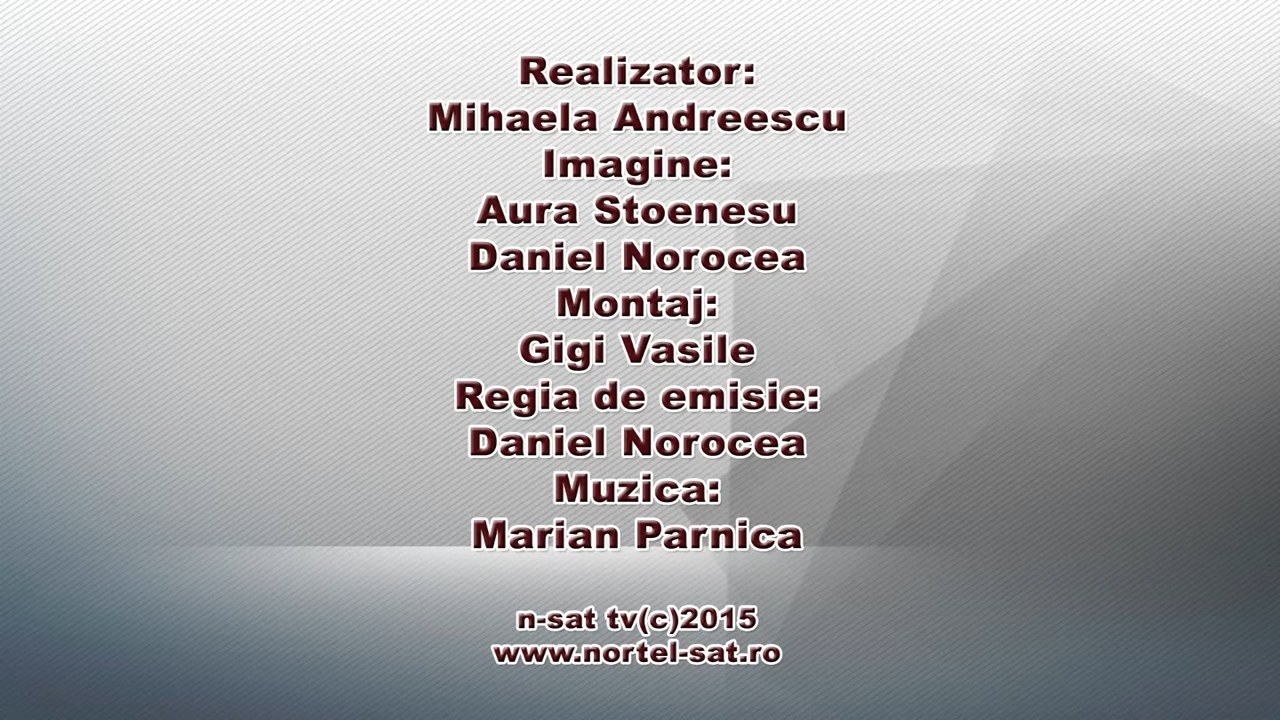 Realizator:
Mihaela Andreescu
Imagine:
Aura Stoenesu
Daniel Norocea
Montaj:
Gigi Vasile
Regia de emisie:
Daniel Norocea
Muzica:
Marian Parnica
n-sat tv(c)2015
www.nortel-sat.ro